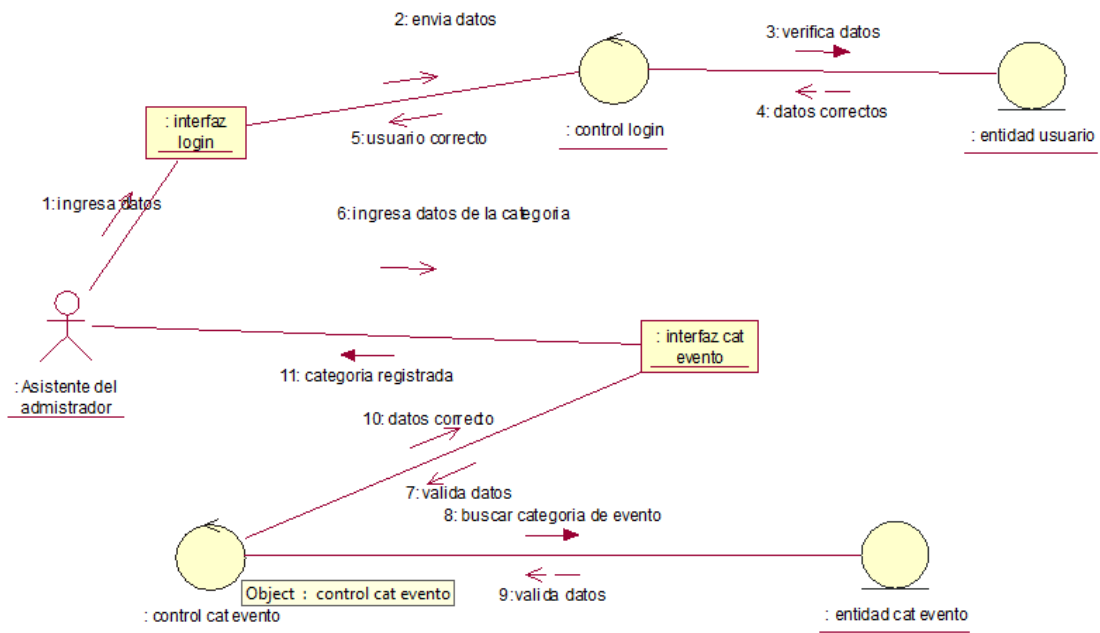 2: envia datos
3: verifica datos
: interfaz
login
5: usuario correcto
: control login
4: datos correctos
: entidad usuario
1: ingresa datos
6: ingresa datos de la categoria
: interfaz cat
evento
: Asistente del
admistrador
11: categoria registrada
10: datos correcto
7: valida datos
8: buscar categoria de evento
Object : control cat evento
9: valida datos
: control cat evento
: entidad cat evento